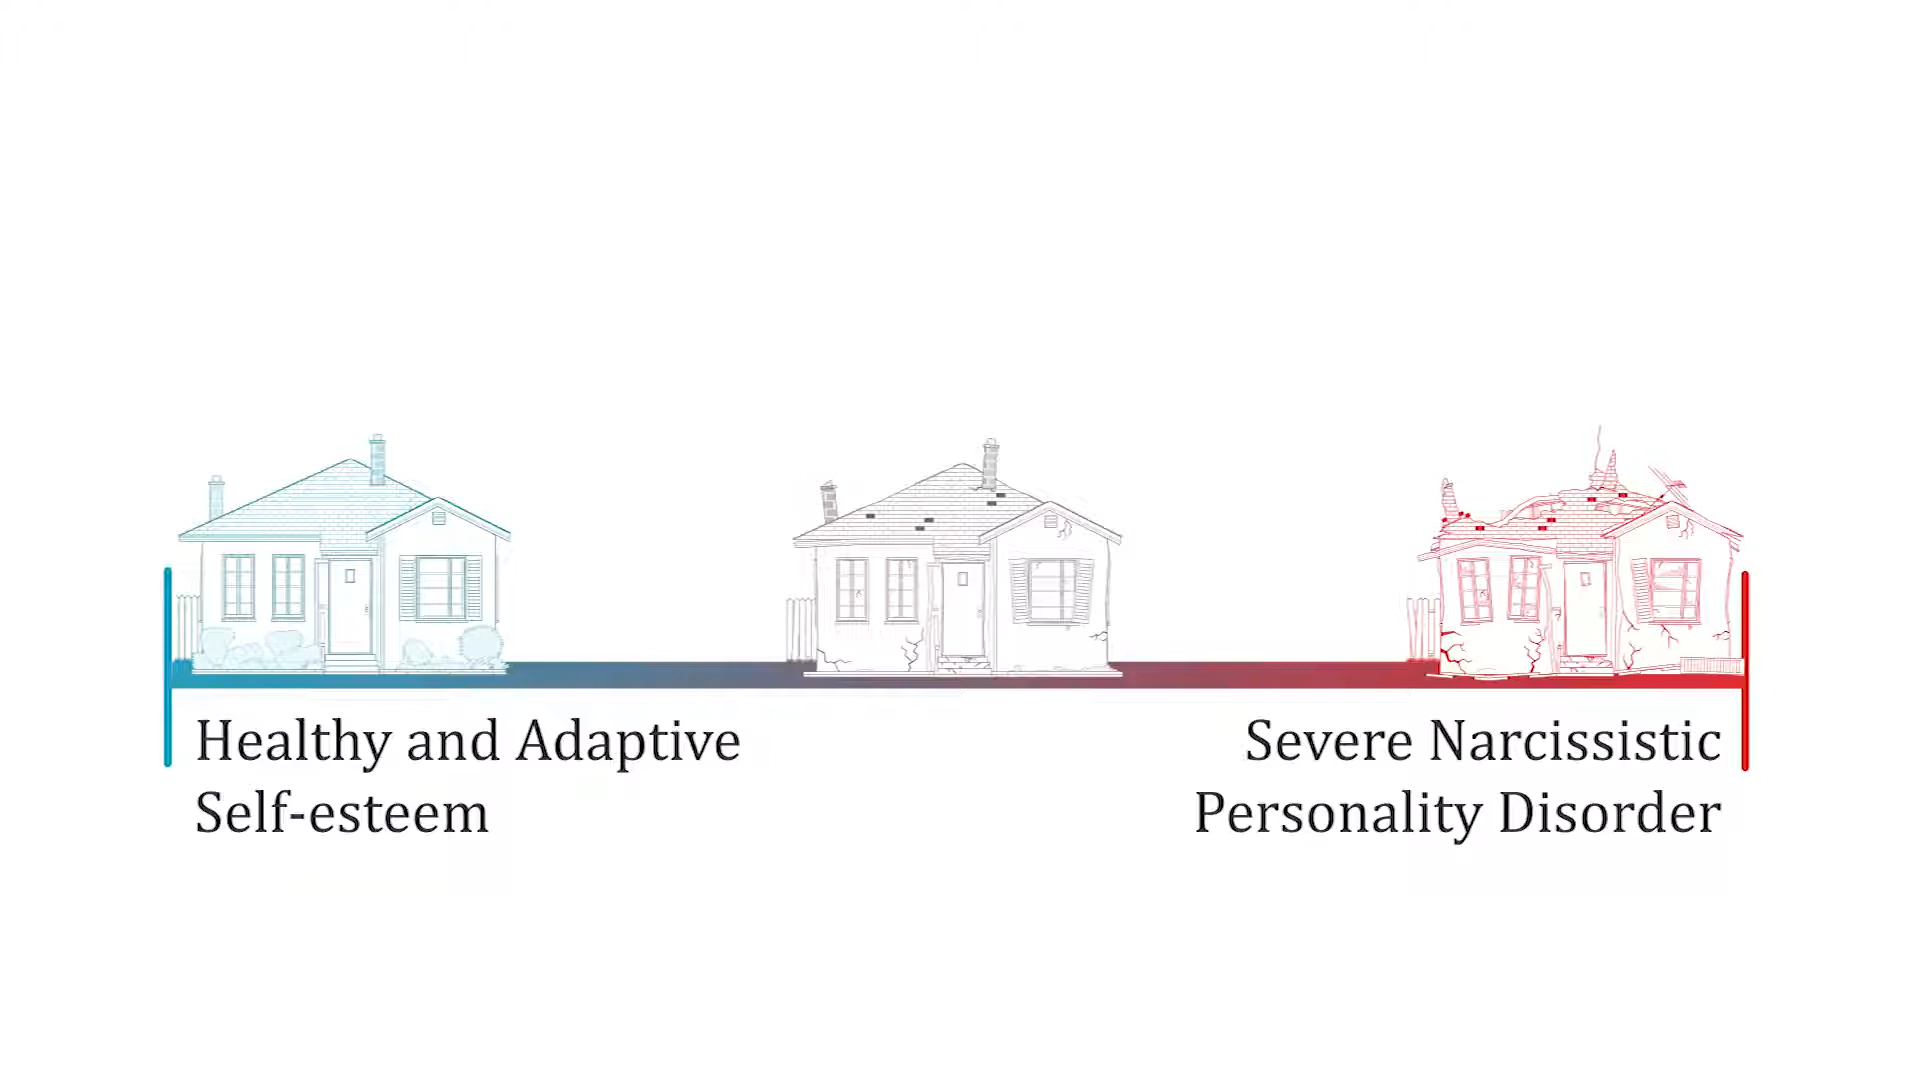 Healthy and Adaptive
Self-esteem
Severe Narcissistic
Personality Disorder